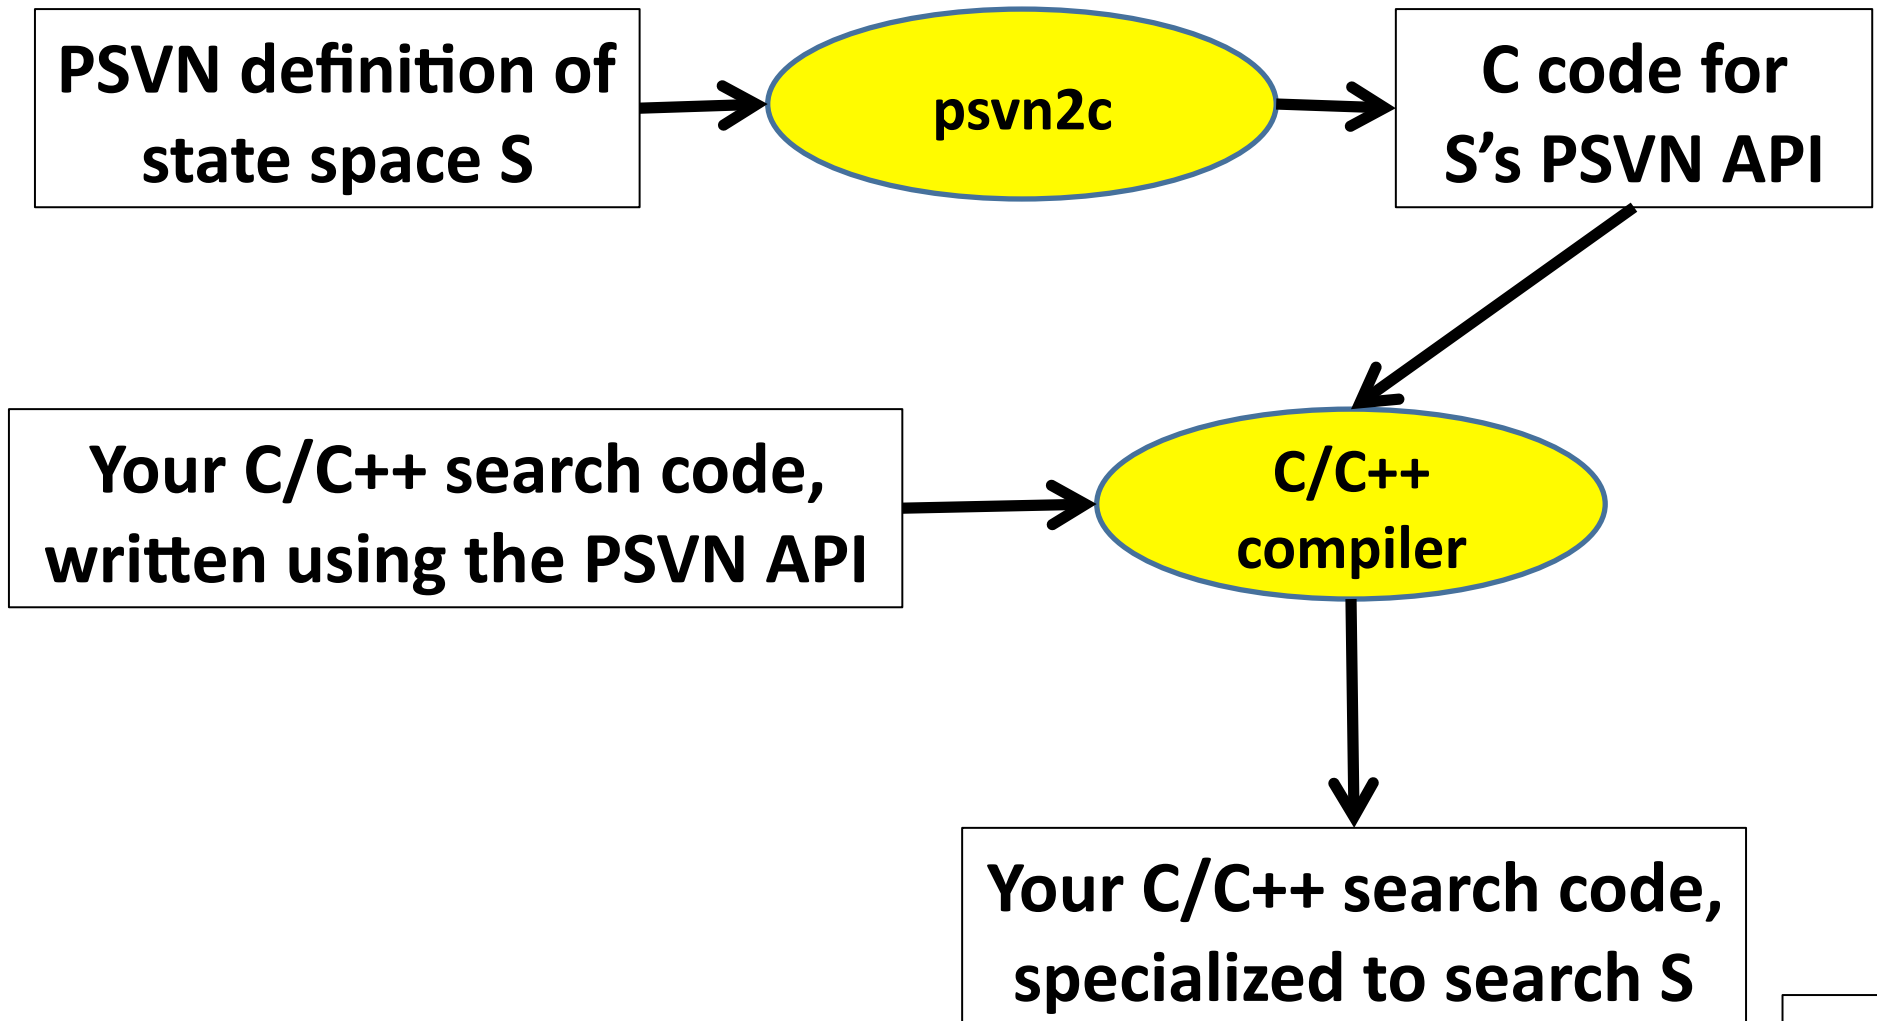 PSVN definition of
state space S
psvn2c
C code for
S’s PSVN API
Your C/C++ search code,
written using the PSVN API
C/C++
compiler
Your C/C++ search code,
specialized to search S